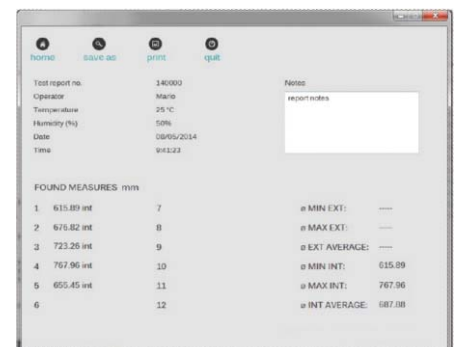 home save as print quit
Test report no. 140000 Notes
Operator Mario report notes
Temperature 25 °C
Humidity (%) 50%
Date 08/05/2014
Time 9:41:23
FOUND MEASURES mm
1 615.89 int 7 ø MIN EXT: ----
2 676.82 int 8 ø MAX EXT: ----
3 723.26 int 9 ø EXT AVERAGE: ----
4 767.96 int 10 ø MIN INT: 615.89
5 655.45 int 11 ø MAX INT: 767.96
6 12 ø INT AVERAGE: 687.88